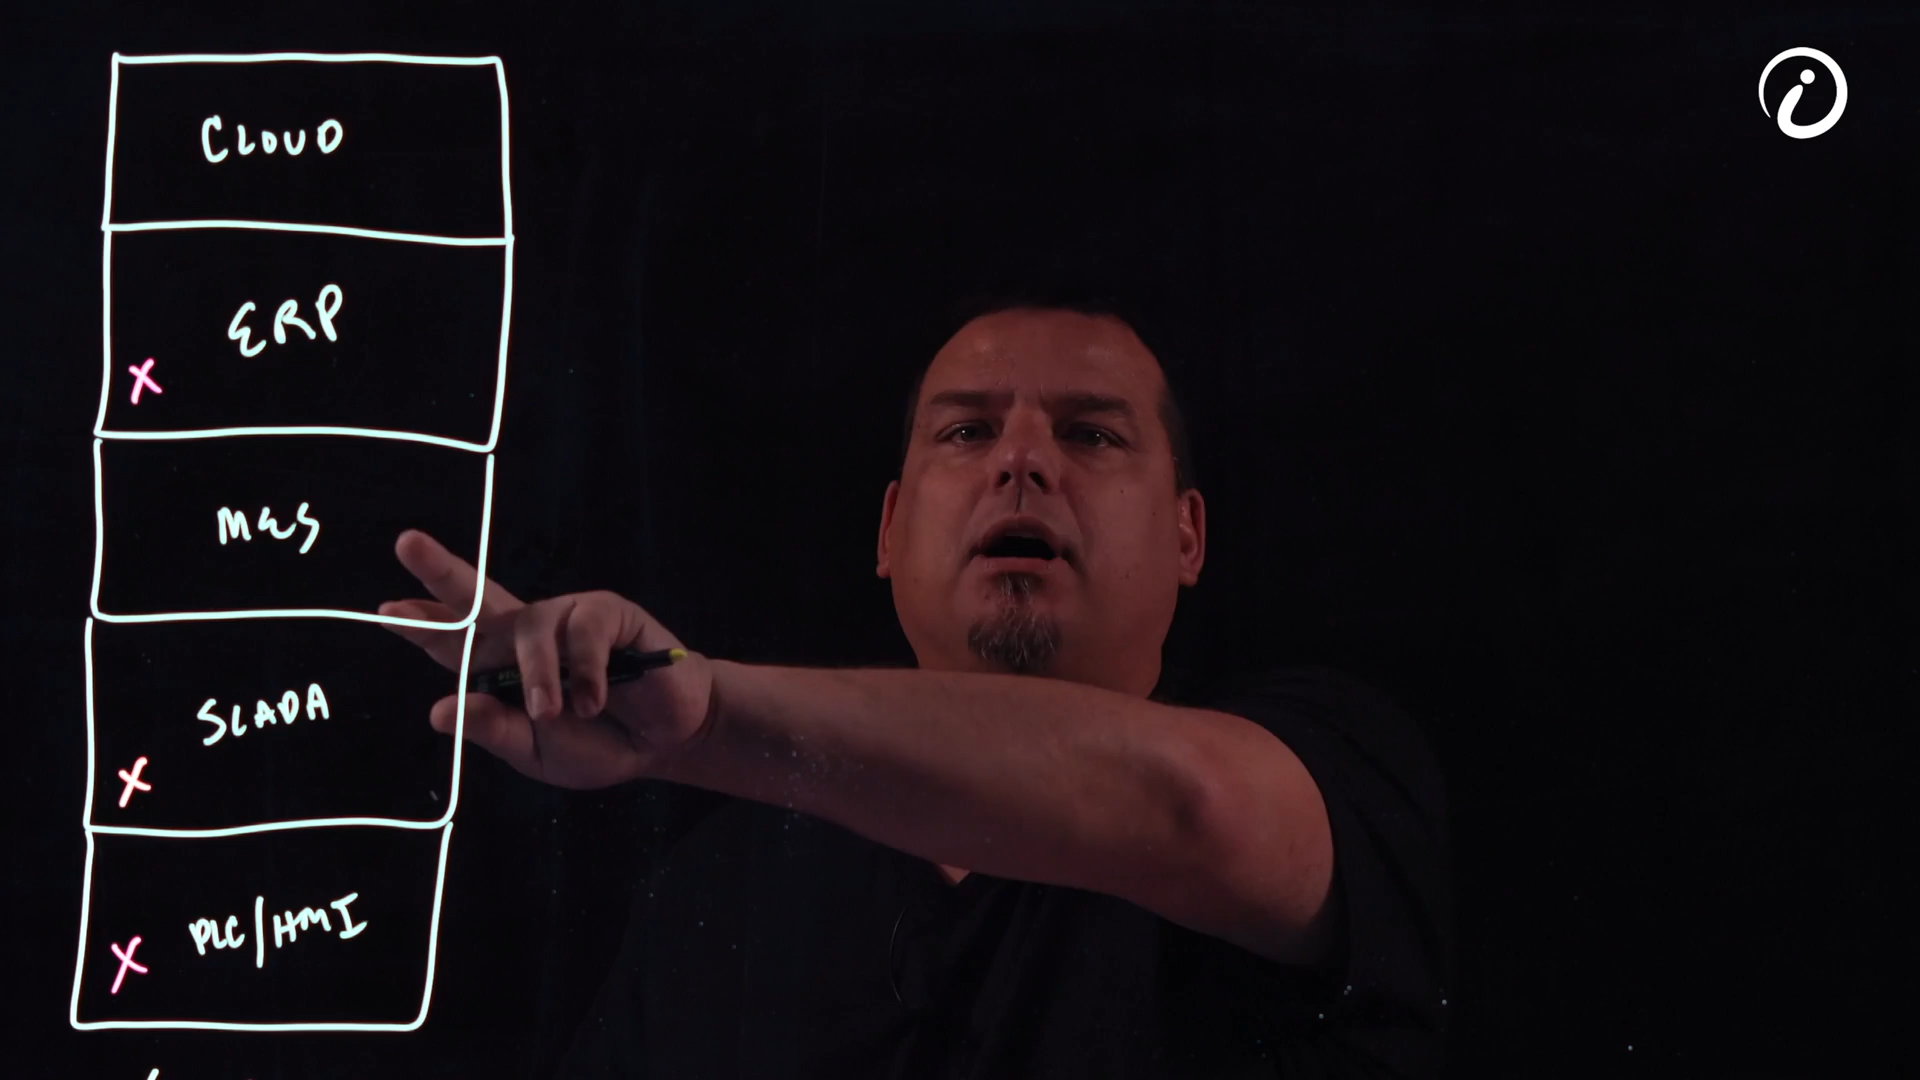 CLOUD
ERP
X
MES
SCADA
X
PLC/HMI
X